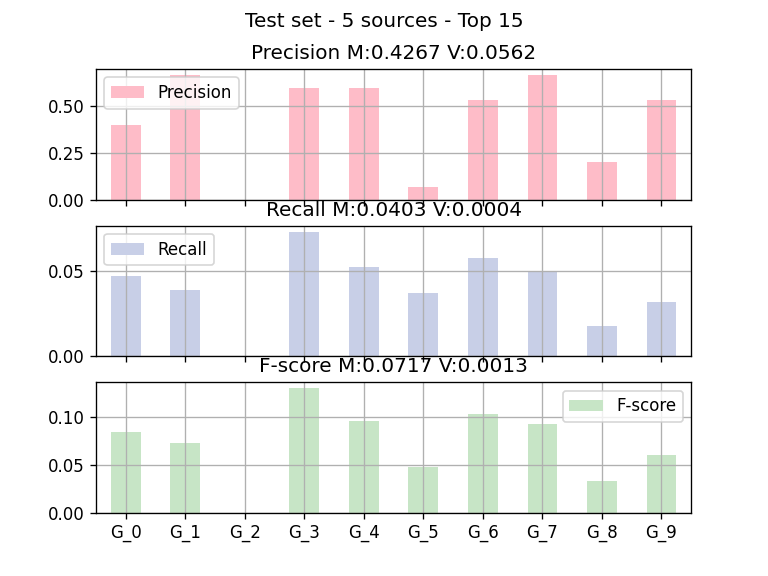 Test set - 5 sources - Top 15
Precision M:0.4267 V:0.0562
Precision
0.50
0.25
0.00
Recall M:0.0403 V:0.0004
Recall
0.05
0.00
F-score M:0.0717 V:0.0013
F-score
0.10
0.05
0.00
G_0 G_1 G_2 G_3 G_4 G_5 G_6 G_7 G_8 G_9